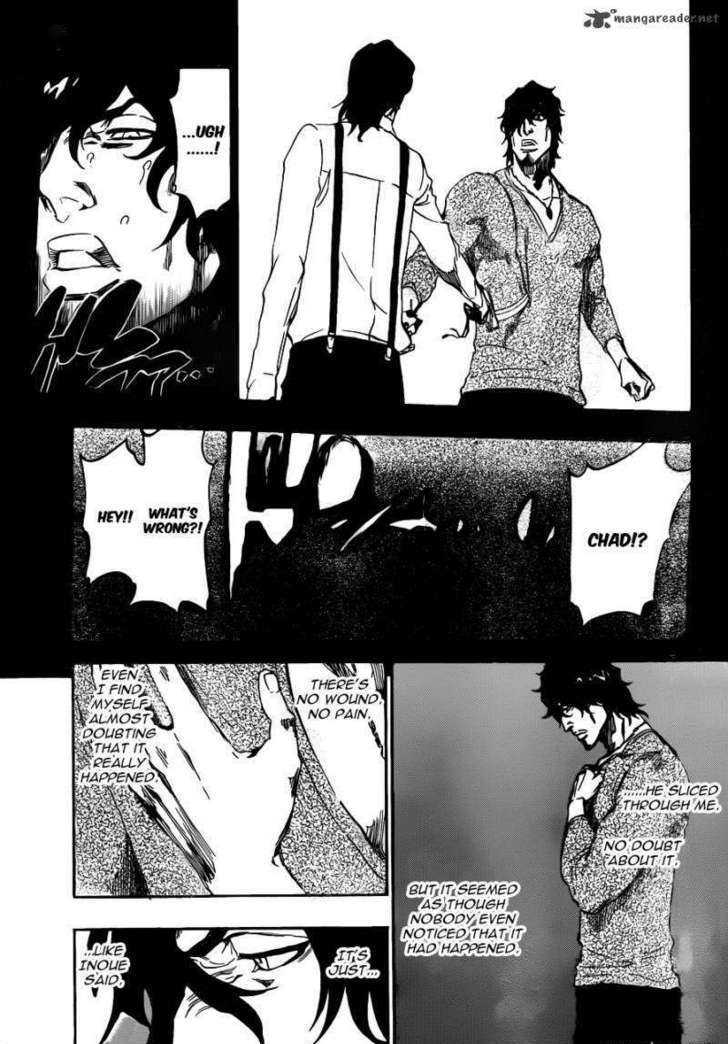 mangareader.net
...UGH
......!
CHAD!?
WHAT'S
WRONG?!
HEY!!
......HE SLICED
THROUGH ME.
NO DOUBT
ABOUT IT.
BUT IT SEEMED
AS THOUGH
NOBODY EVEN
NOTICED THAT IT
HAD HAPPENED.
THERE'S
NO WOUND.
NO PAIN.
EVEN
I FIND
MYSELF
ALMOST
DOUBTING
THAT IT
REALLY
HAPPENED.
IT'S
JUST...
...LIKE
INOUE
SAID.